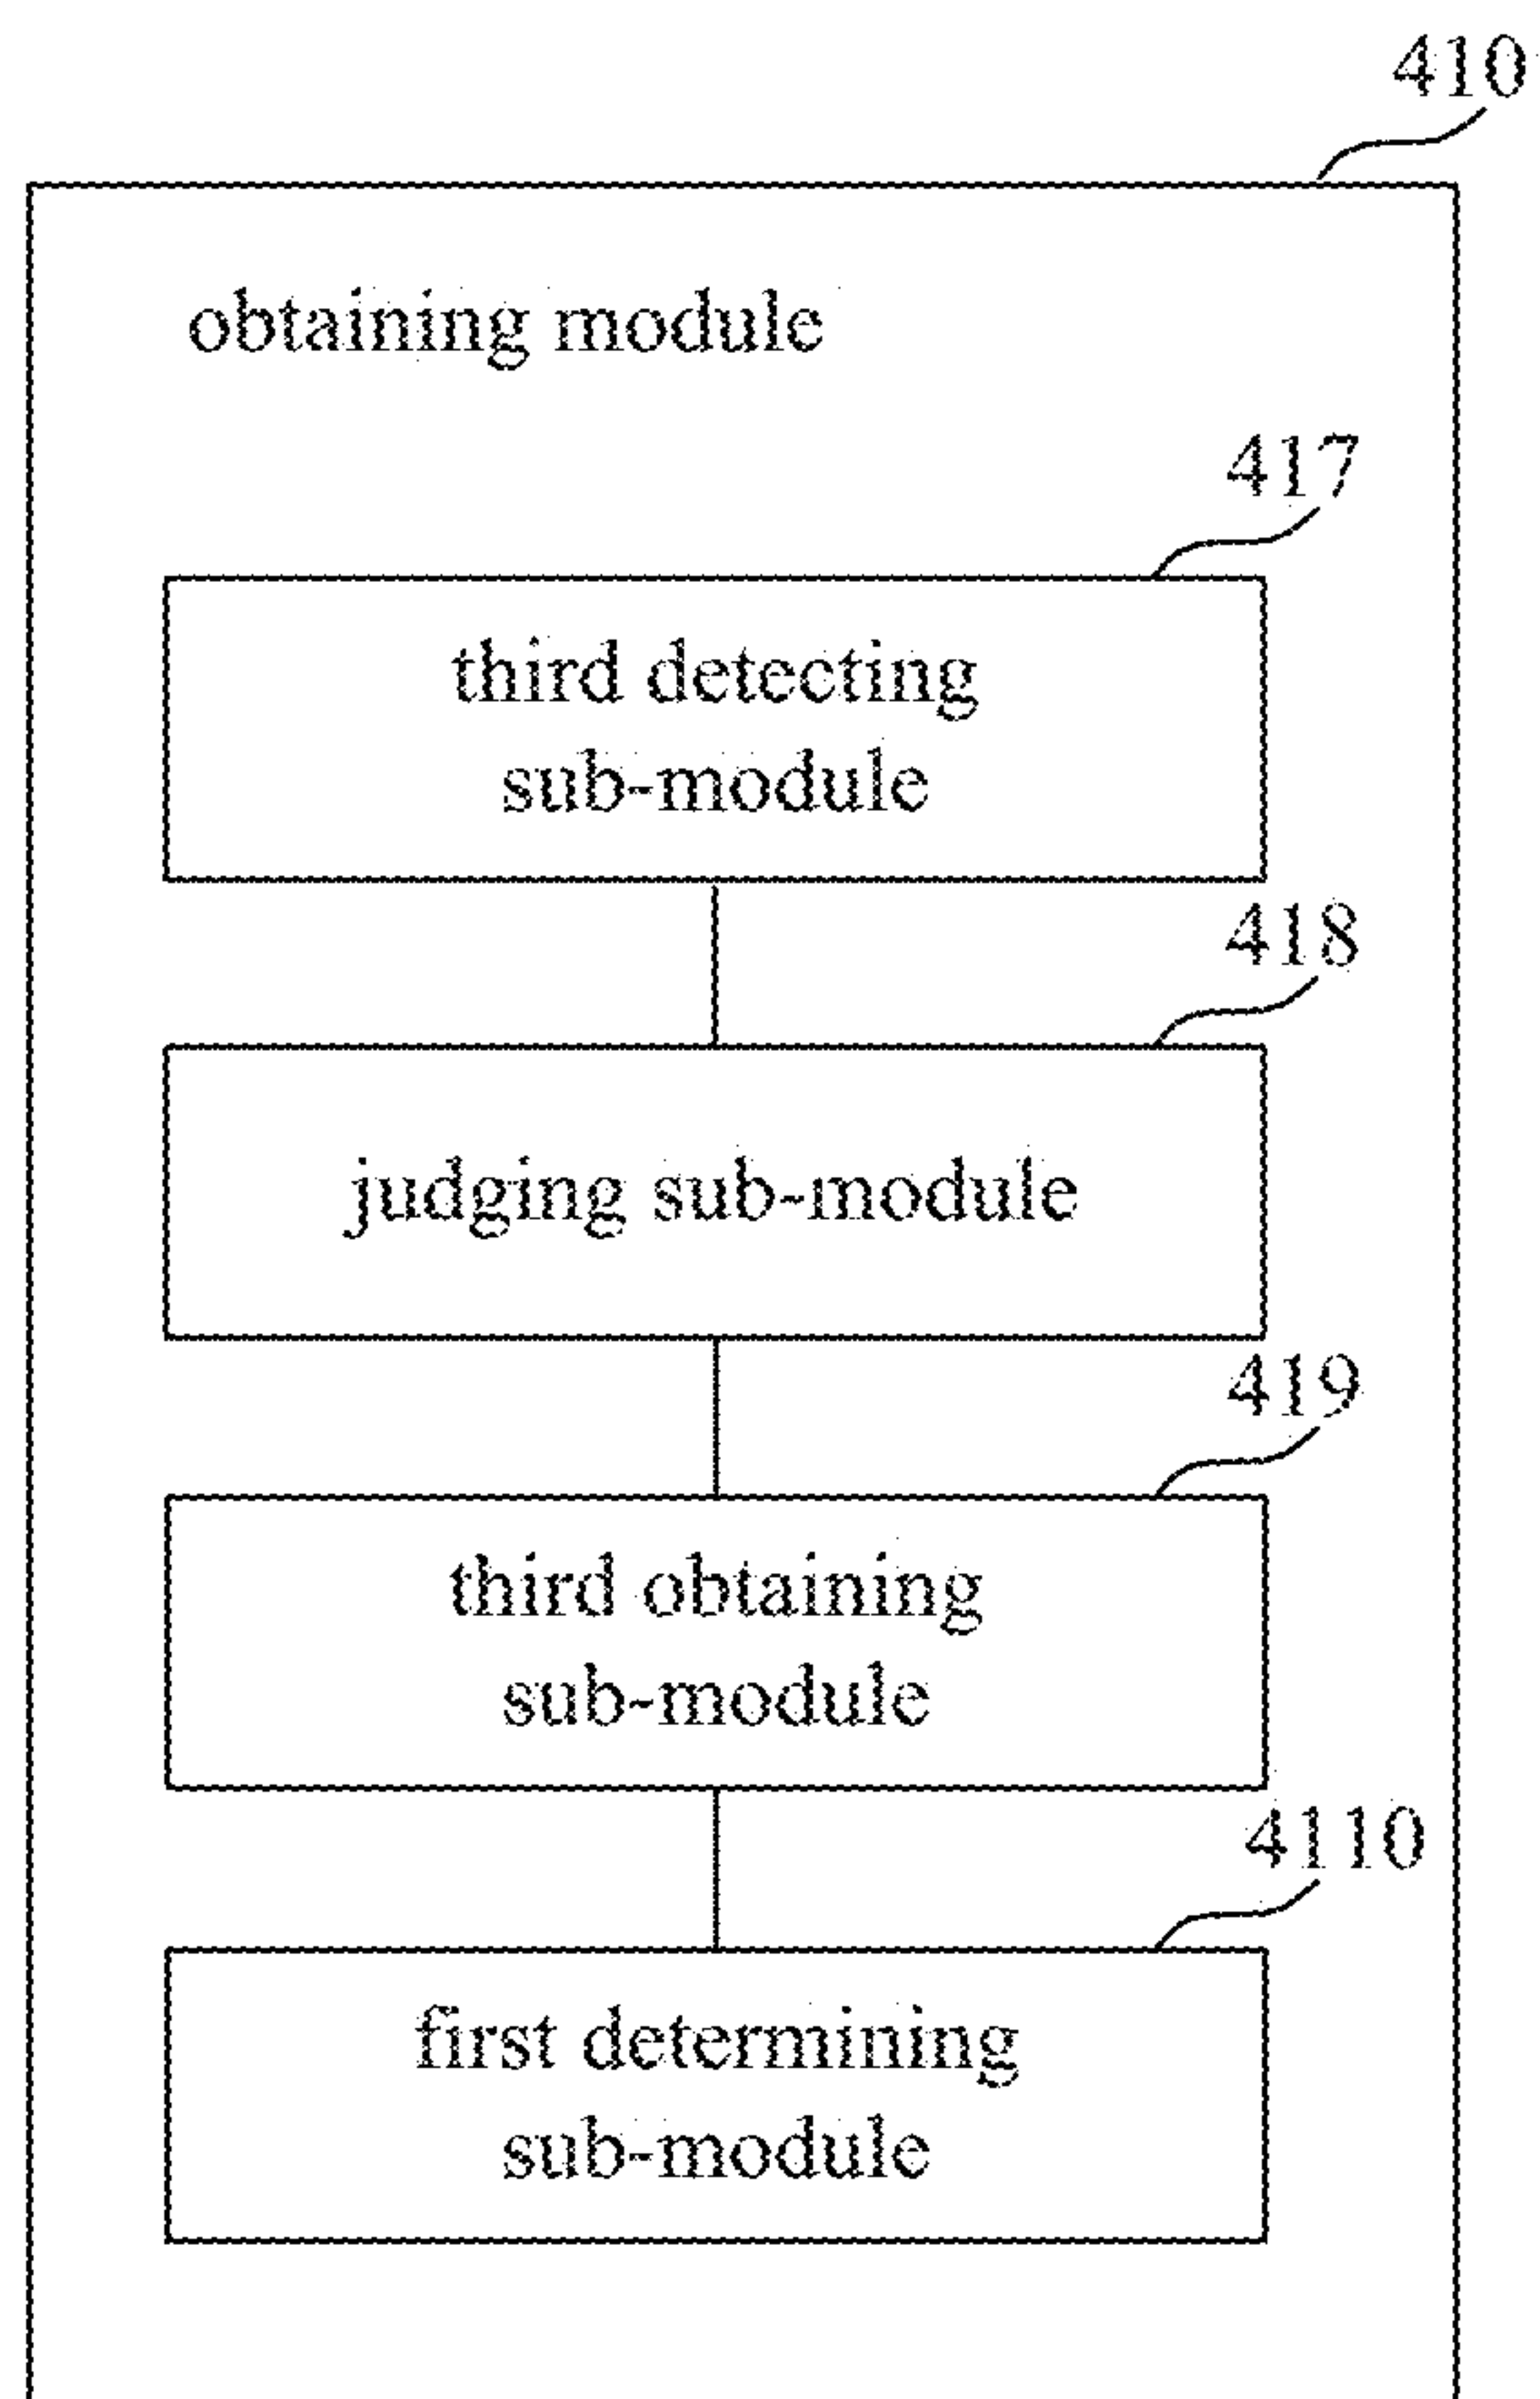 410
obtaining module
417
third detecting
sub-module
418
judging sub-module
419
third obtaining
sub-module
4110
first determining
sub-module